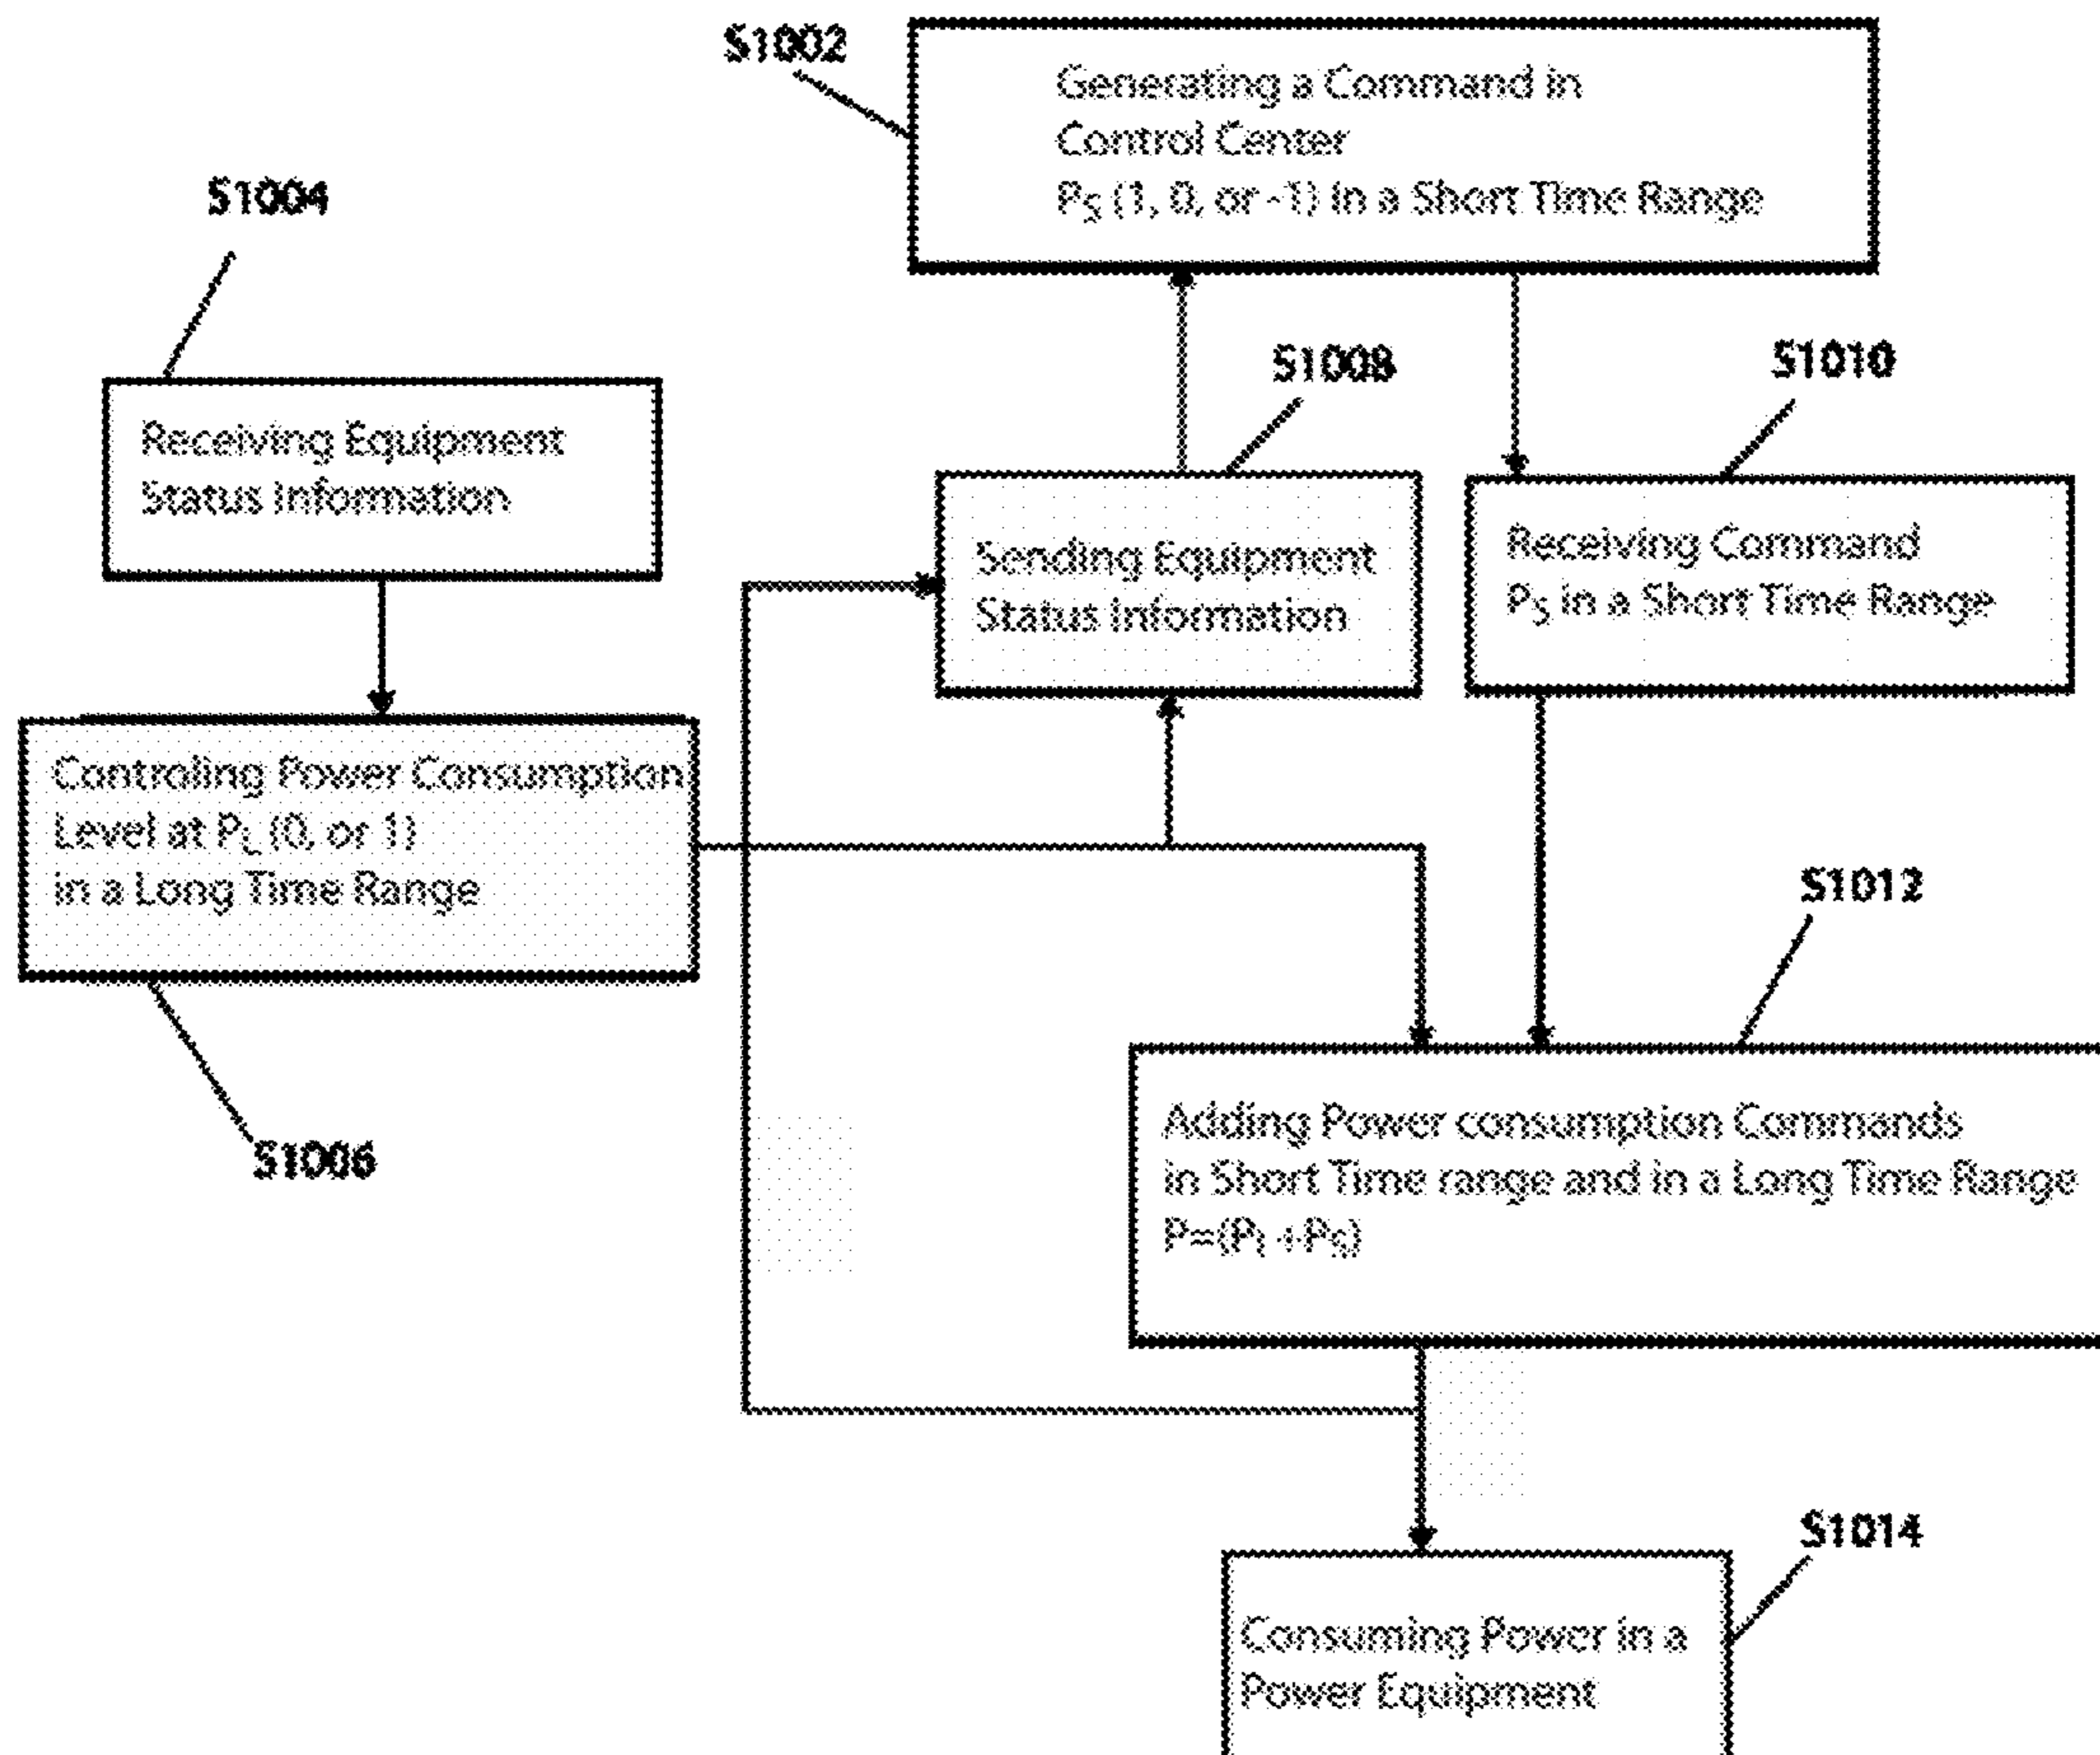 S1002
Generating a Command in
Control Center
PS (1, 0, or -1) in a Short Time Range
S1004
Receiving Equipment
Status Information
S1008
Sending Equipment
Status Information
S1010
Receiving Command
PS in a Short Time Range
Controling Power Consumption
Level at PL (0, or 1)
in a Long Time Range
S1006
S1012
Adding Power consumption Commands
in Short Time range and in a Long Time Range
P=(PL +PS)
S1014
Consuming Power in a
Power Equipment